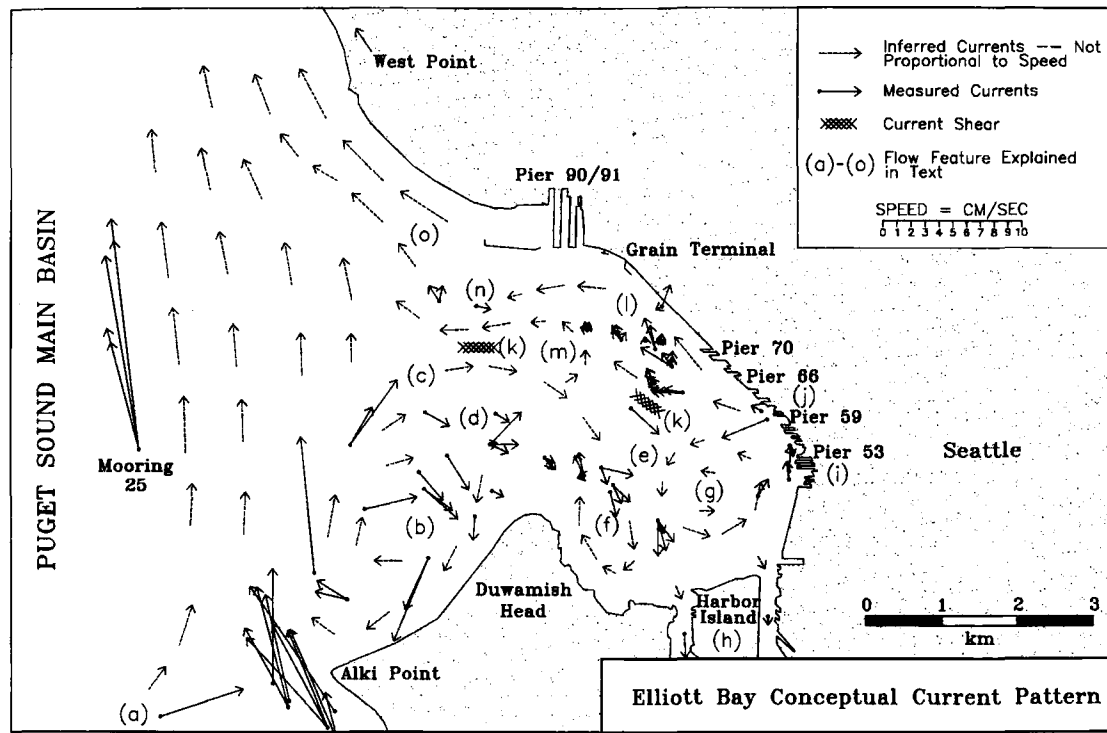 West Point
Inferred Currents -- Not
Proportional to Speed
Measured Currents
Current Shear
(a)-(o) Flow Feature Explained
in Text
SPEED = CM/SEC
0 1 2 3 4 5 6 7 8 9 10
Pier 90/91
(o)
Grain Terminal
PUGET SOUND MAIN BASIN
(n)
(l)
(k)
(m)
Pier 70
(c)
Pier 66
(j)
(d)
(k)
Pier 59
(e)
Pier 53
Seattle
Mooring
25
(i)
(g)
(b)
(f)
Duwamish
Head
Harbor
Island
(h)
0 1 2 3
km
Alki Point
(a)
Elliott Bay Conceptual Current Pattern